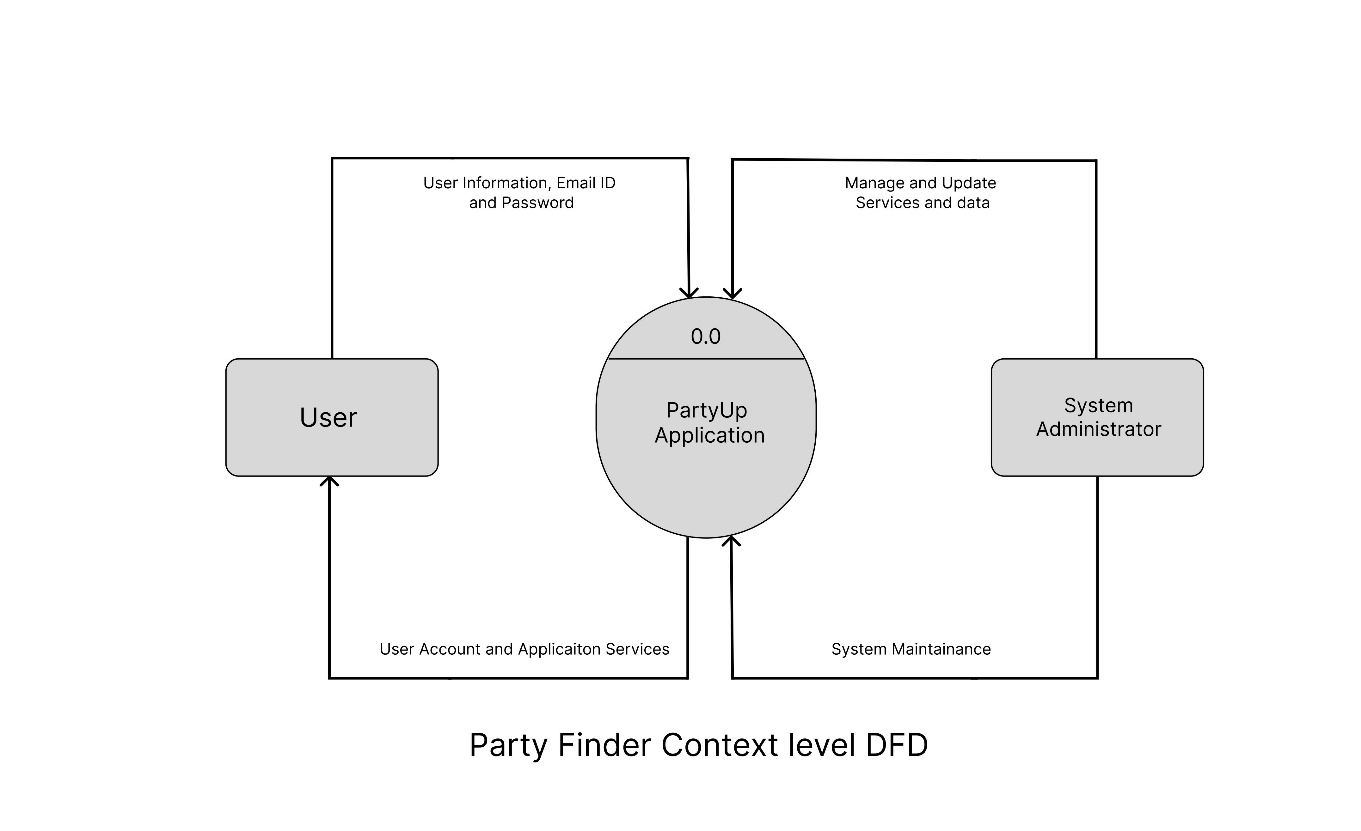 User Information, Email ID
and Password
Manage and Update
Services and data
0.0
User
PartyUp
Application
System
Administrator
User Account and Applicaiton Services
System Maintainance
Party Finder Context level DFD